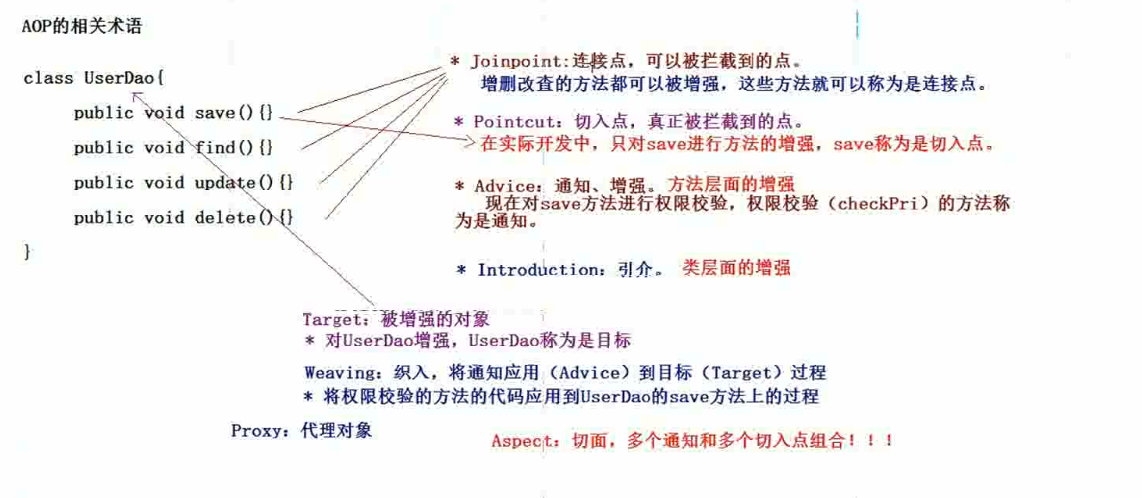 AOP的相关术语
class UserDao{
public void save(){}
public void find(){}
public void update(){}
public void delete(){}
}
* Joinpoint:连接点，可以被拦截到的点。
增删改查的方法都可以被增强，这些方法就可以称为是连接点。
* Pointcut：切入点，真正被拦截到的点。
在实际开发中，只对save进行方法的增强，save称为是切入点。
* Advice：通知、增强。方法层面的增强
现在对save方法进行权限校验，权限校验（checkPri）的方法称
为是通知。
* Introduction：引介。 类层面的增强
Target：被增强的对象
* 对UserDao增强，UserDao称为是目标
Weaving：织入，将通知应用（Advice）到目标（Target）过程
* 将权限校验的方法的代码应用到UserDao的save方法上的过程
Proxy：代理对象
Aspect：切面，多个通知和多个切入点组合！！！